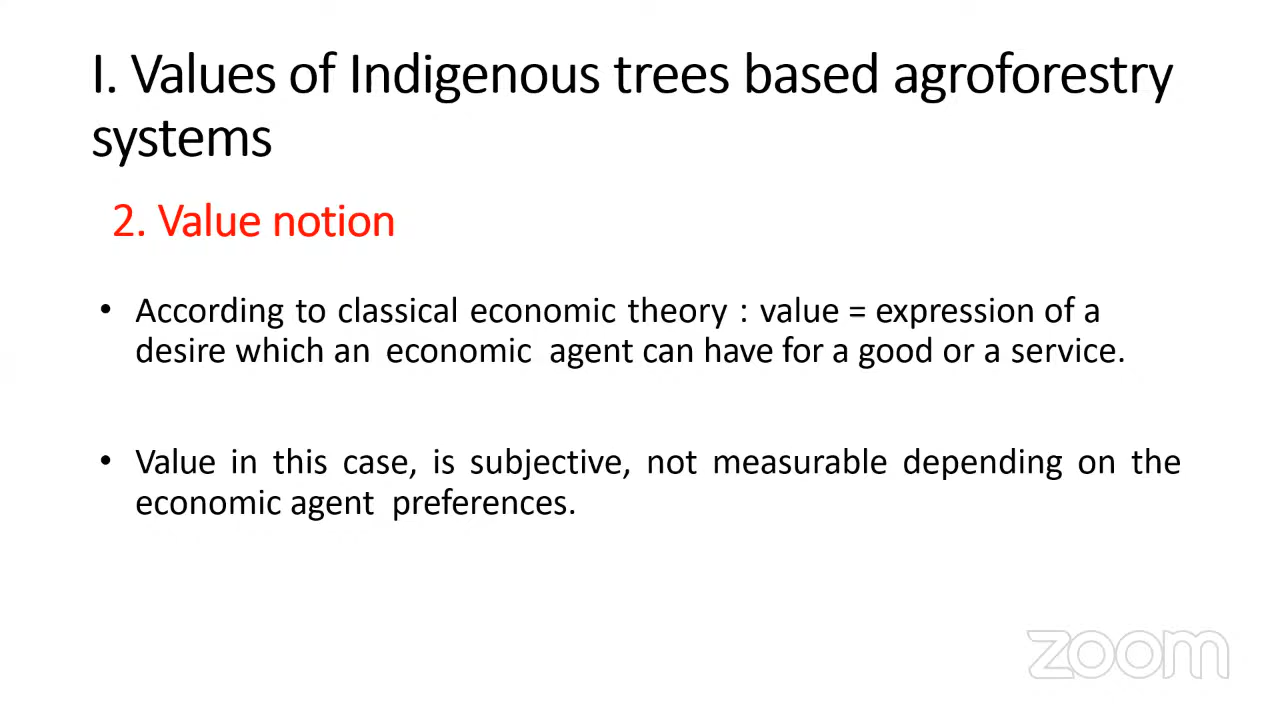 I. Values of Indigenous trees based agroforestry
systems
2. Value notion
• According to classical economic theory : value = expression of a
desire which an economic agent can have for a good or a service.
• Value in this case, is subjective, not measurable depending on the
economic agent preferences.
zoom